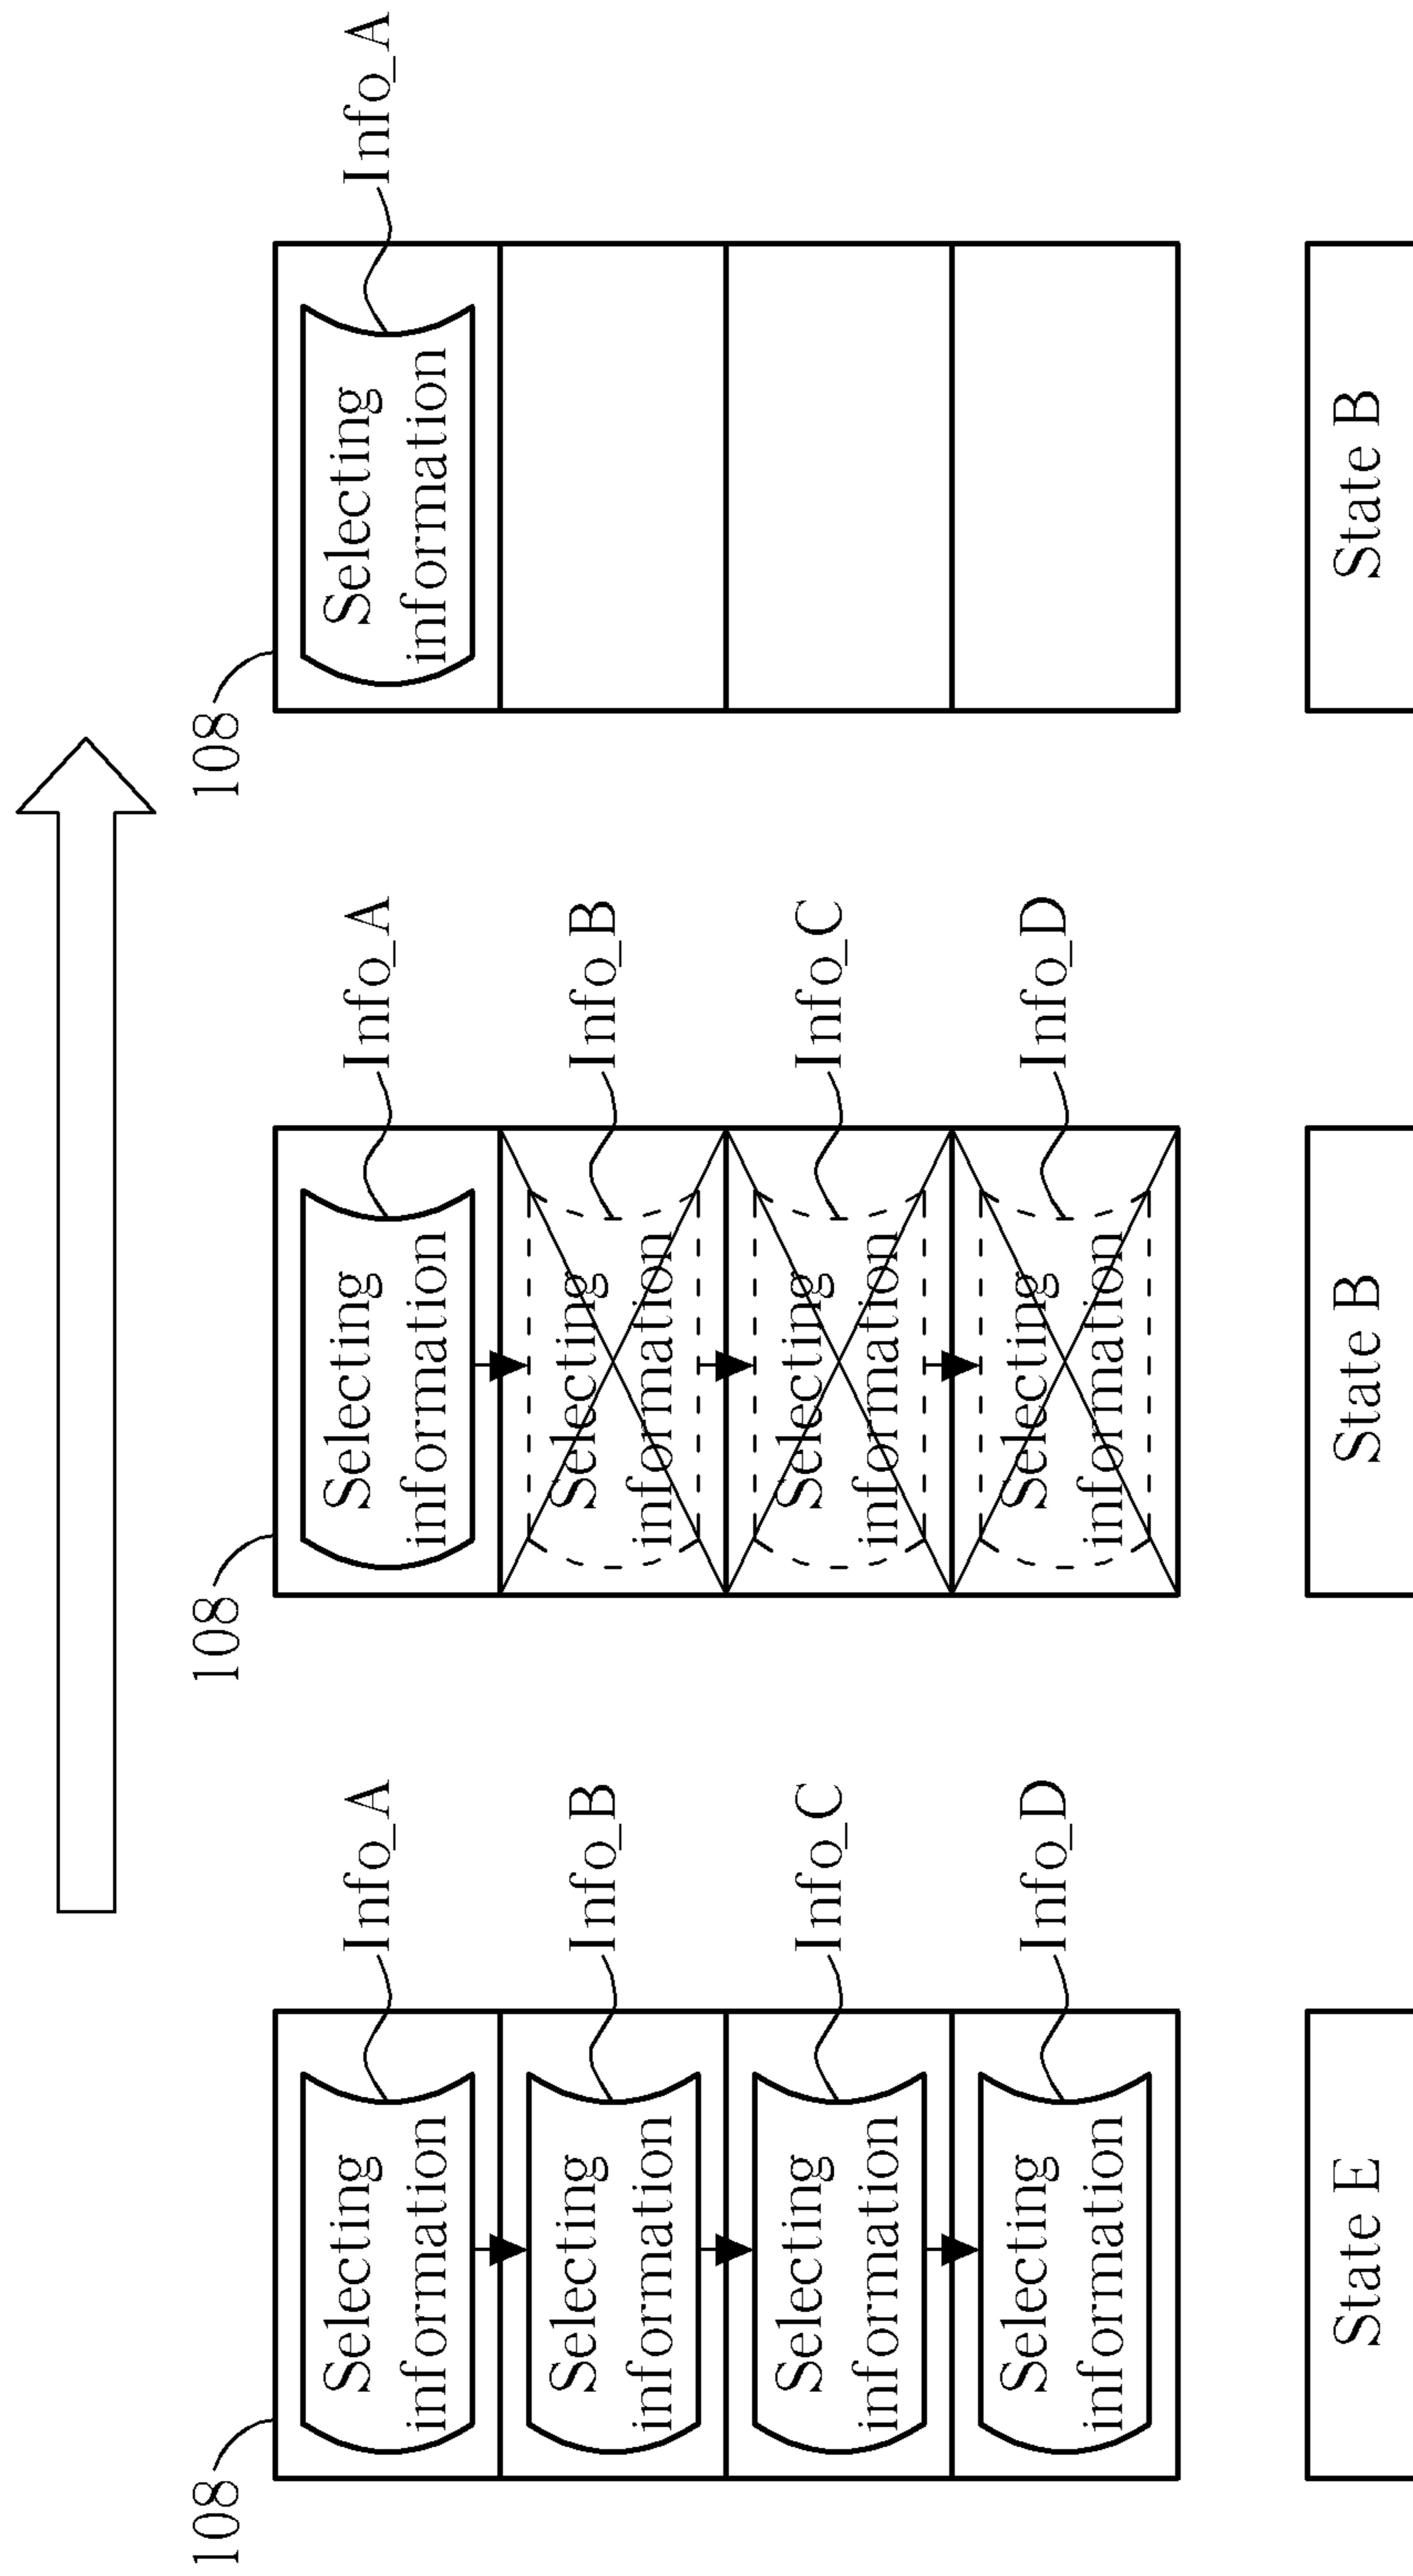 108
Selecting
information
Info_A
Selecting
information
Info_B
Selecting
information
Info_C
Selecting
information
Info_D
State E
108
Selecting
information
Info_A
Selecting
information
Info_B
Selecting
information
Info_C
Selecting
information
Info_D
State B
108
Selecting
information
Info_A
State B